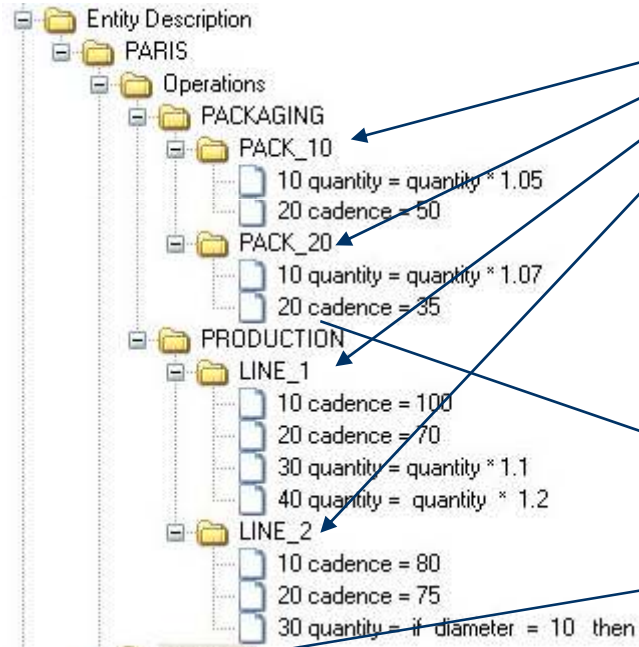 Entity Description
PARIS
Operations
PACKAGING
PACK_10
10 quantity = quantity * 1.05
20 cadence = 50
PACK_20
10 quantity = quantity * 1.07
20 cadence = 35
PRODUCTION
LINE_1
10 cadence = 100
20 cadence = 70
30 quantity = quantity * 1.1
40 quantity = quantity * 1.2
LINE_2
10 cadence = 80
20 cadence = 75
30 quantity = if diameter = 10 then